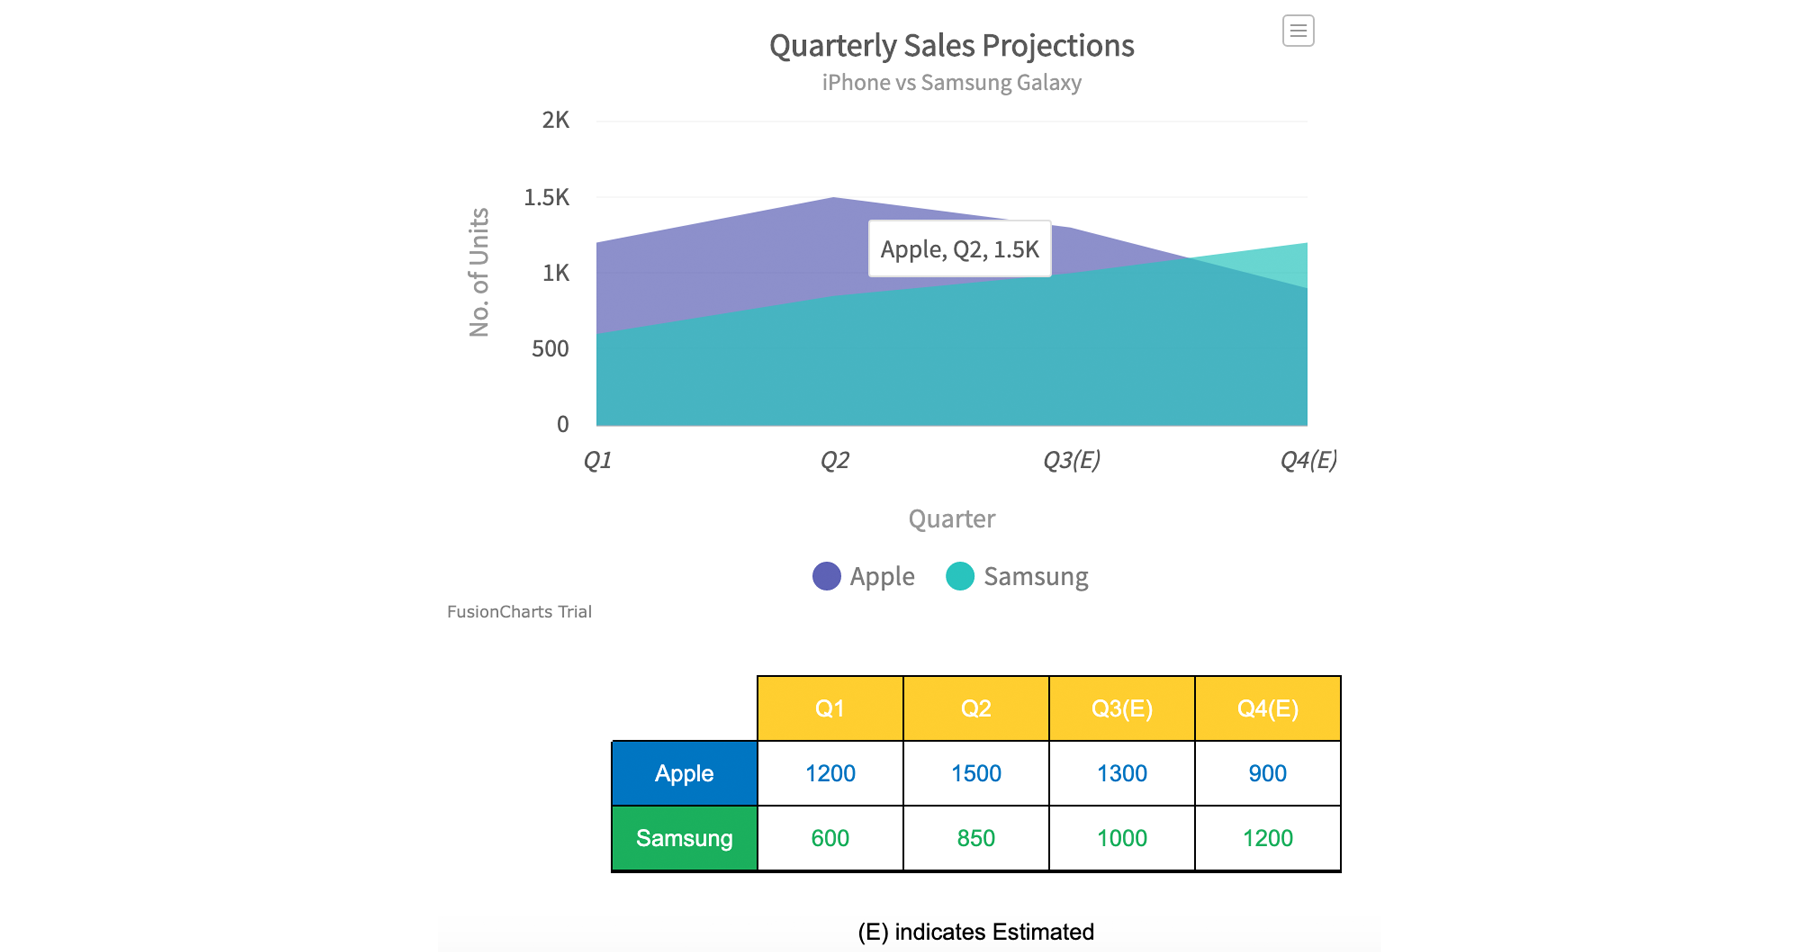 Quarterly Sales Projections
iPhone vs Samsung Galaxy
2K
1.5K
1K
500
0
No. of Units
Apple, Q2, 1.5K
Q1 Q2 Q3(E) Q4(E)
Quarter
Apple Samsung
FusionCharts Trial
Q1 Q2 Q3(E) Q4(E)
Apple 1200 1500 1300 900
Samsung 600 850 1000 1200
(E) indicates Estimated